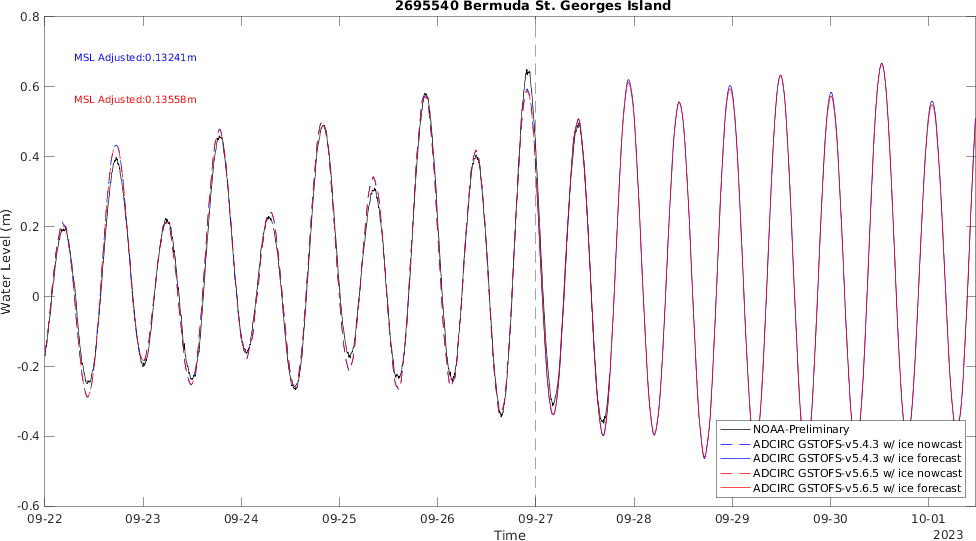 2695540 Bermuda St. Georges Island
MSL Adjusted:0.13241m
MSL Adjusted:0.13558m
Water Level (m)
0.8
0.6
0.4
0.2
0
-0.2
-0.4
-0.6
NOAA-Preliminary
ADCIRC GSTOFS-v5.4.3 w/ ice nowcast
ADCIRC GSTOFS-v5.4.3 w/ ice forecast
ADCIRC GSTOFS-v5.6.5 w/ ice nowcast
ADCIRC GSTOFS-v5.6.5 w/ ice forecast
09-22 09-23 09-24 09-25 09-26 09-27 09-28 09-29 09-30 10-01
Time
2023